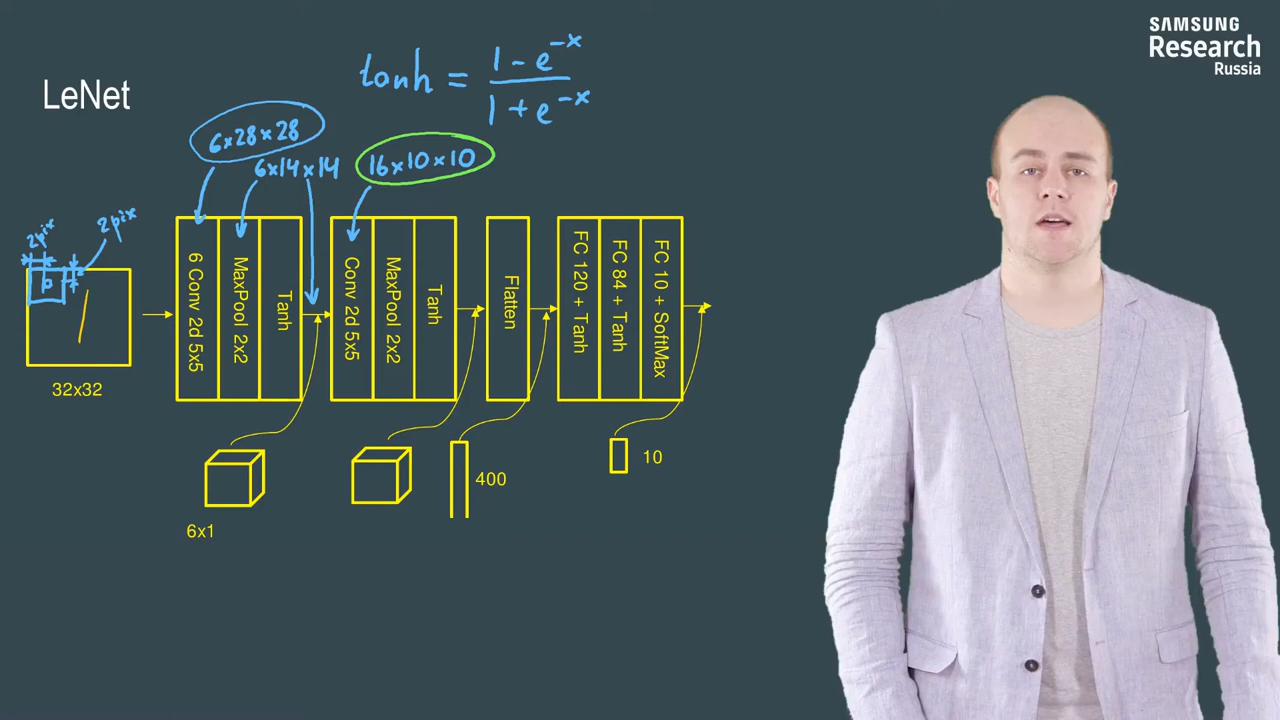 SAMSUNG
Research
Russia
LeNet
tanh = 1 - e^-x
1 + e^-x
6x28x28
6x14x14
16x10x10
2pix
2pix
6 Conv 2d 5x5
MaxPool 2x2
Tanh
Conv 2d 5x5
MaxPool 2x2
Tanh
Flatten
FC 120 + Tanh
FC 84 + Tanh
FC 10 + SoftMax
32x32
6x1
400
10